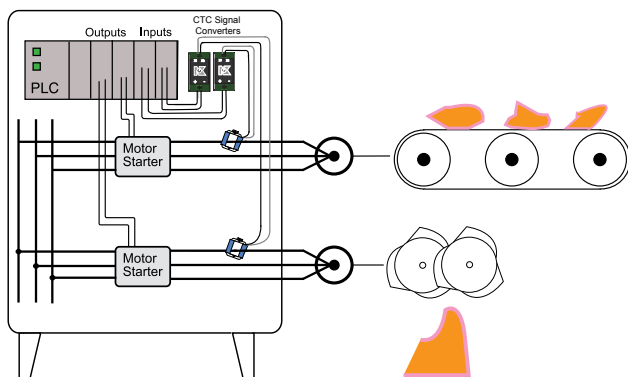 CTC Signal
Converters
Outputs Inputs
PLC
Motor
Starter
Motor
Starter